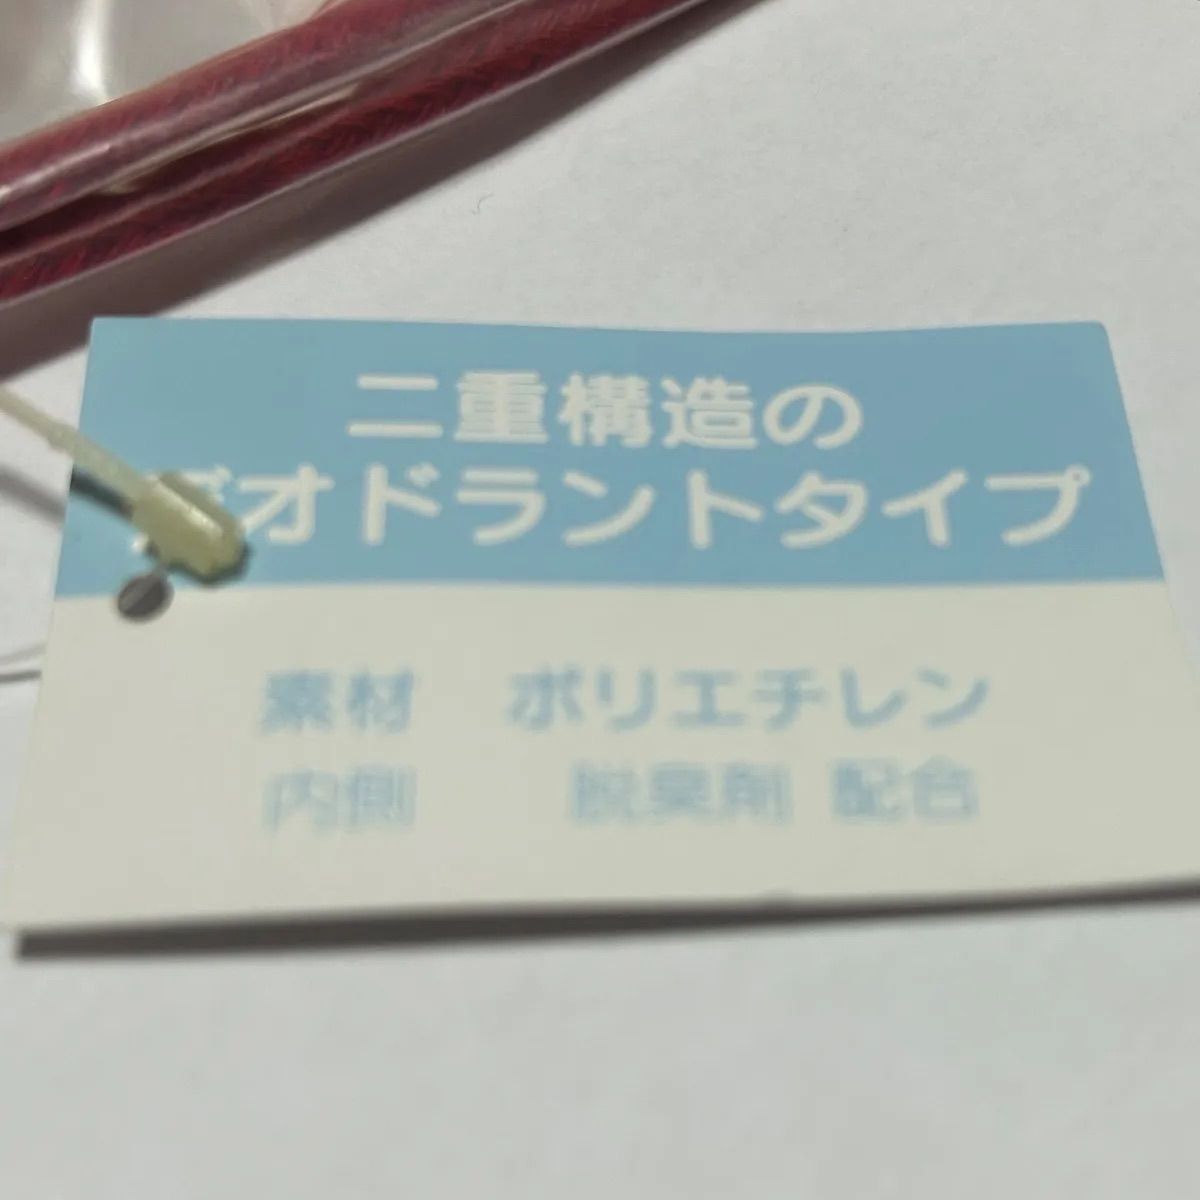 二重構造の
デオドラントタイプ
素材 ポリエチレン
内側 脱臭剤 配合